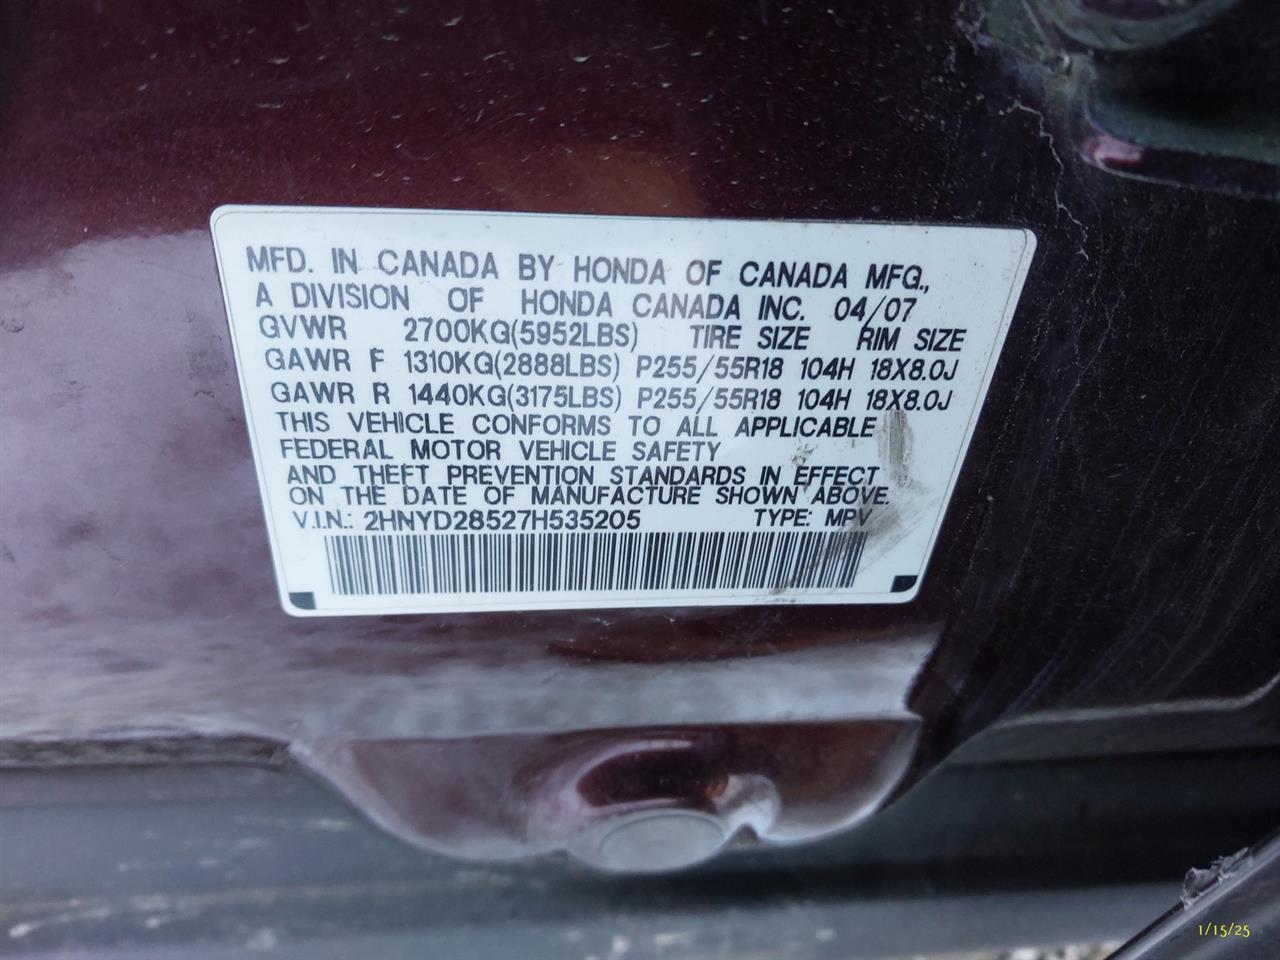 MFD. IN CANADA BY HONDA OF CANADA MFG.,
A DIVISION OF HONDA CANADA INC. 04/07
GVWR 2700KG(5952LBS) TIRE SIZE RIM SIZE
GAWR F 1310KG(2888LBS) P255/55R18 104H 18X8.0J
GAWR R 1440KG(3175LBS) P255/55R18 104H 18X8.0J
THIS VEHICLE CONFORMS TO ALL APPLICABLE
FEDERAL MOTOR VEHICLE SAFETY
AND THEFT PREVENTION STANDARDS IN EFFECT
ON THE DATE OF MANUFACTURE SHOWN ABOVE.
V.I.N.: 2HNYD28527H535205 TYPE: MPV
1/15/25